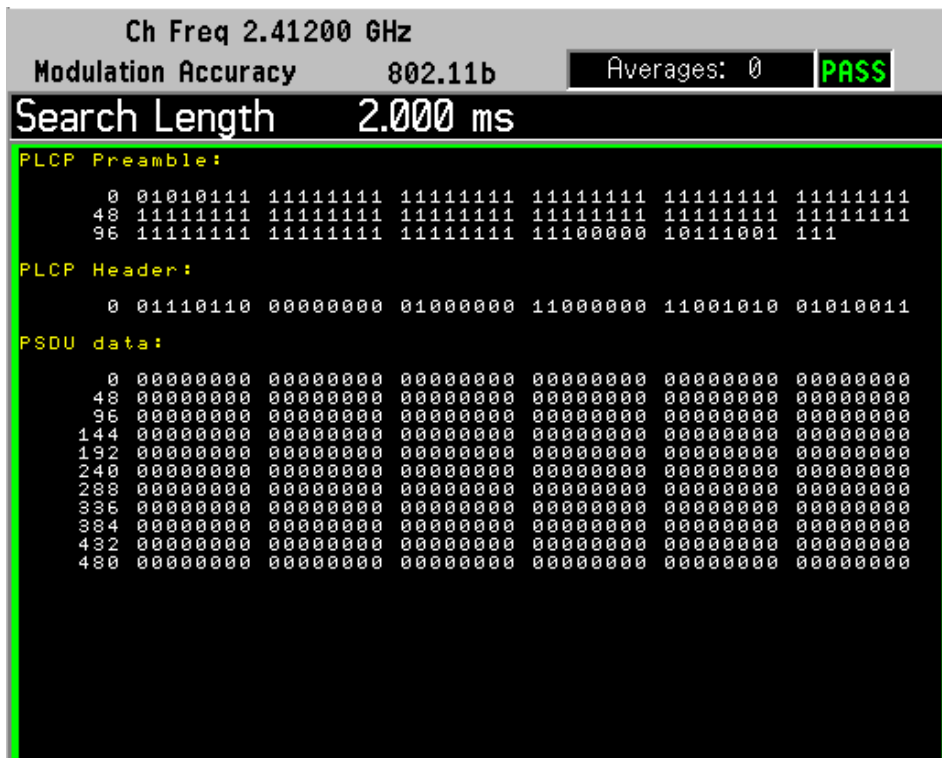 Ch Freq 2.41200 GHz
Modulation Accuracy 802.11b Averages: 0 PASS
Search Length 2.000 ms
PLCP Preamble:
0 01010111 11111111 11111111 11111111 11111111 11111111
48 11111111 11111111 11111111 11111111 11111111 11111111
96 11111111 11111111 11111111 11100000 10111001 111
PLCP Header:
0 01110110 00000000 01000000 11000000 11001010 01010011
PSDU data:
0 00000000 00000000 00000000 00000000 00000000 00000000
48 00000000 00000000 00000000 00000000 00000000 00000000
96 00000000 00000000 00000000 00000000 00000000 00000000
144 00000000 00000000 00000000 00000000 00000000 00000000
192 00000000 00000000 00000000 00000000 00000000 00000000
240 00000000 00000000 00000000 00000000 00000000 00000000
288 00000000 00000000 00000000 00000000 00000000 00000000
336 00000000 00000000 00000000 00000000 00000000 00000000
384 00000000 00000000 00000000 00000000 00000000 00000000
432 00000000 00000000 00000000 00000000 00000000 00000000
480 00000000 00000000 00000000 00000000 00000000 00000000